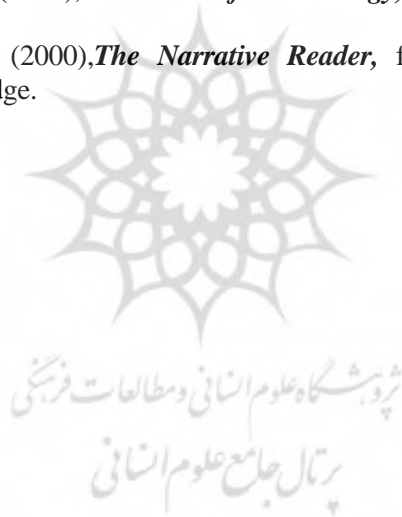 (2000),The Narrative Reader, f
dge.
پژوهشگاه علوم انسانی و مطالعات فرهنگی
پرتال جامع علوم انسانی